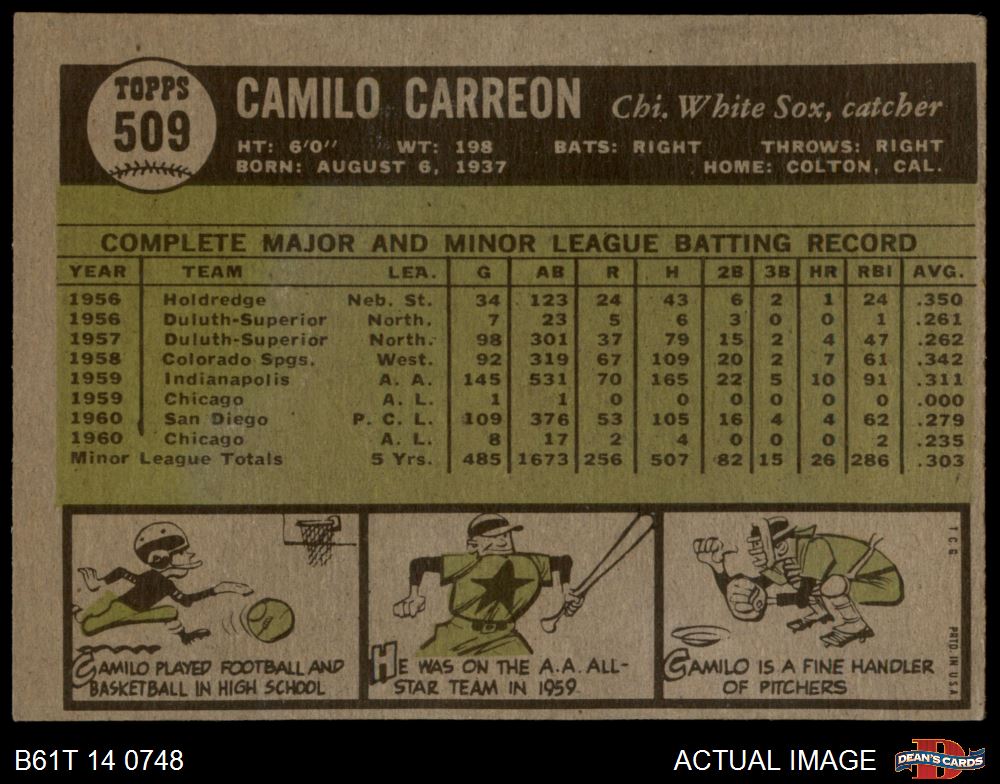 TOPPS
509
CAMILO CARREON Chi. White Sox, catcher
HT: 6'0" WT: 198 BATS: RIGHT THROWS: RIGHT
BORN: AUGUST 6, 1937 HOME: COLTON, CAL.
COMPLETE MAJOR AND MINOR LEAGUE BATTING RECORD
YEAR TEAM LEA. G AB R H 2B 3B HR RBI AVG.
1956 Holdredge Neb. St. 34 123 24 43 6 2 1 24 .350
1956 Duluth-Superior North. 7 23 5 6 3 0 0 1 .261
1957 Duluth-Superior North. 98 301 37 79 15 2 4 47 .262
1958 Colorado Spgs. West. 92 319 67 109 20 2 7 61 .342
1959 Indianapolis A. A. 145 531 70 165 22 5 10 91 .311
1959 Chicago A. L. 1 1 0 0 0 0 0 0 .000
1960 San Diego P. C. L. 109 376 53 105 16 4 4 62 .279
1960 Chicago A. L. 8 17 2 4 0 0 0 2 .235
Minor League Totals 5 Yrs. 485 1673 256 507 82 15 26 286 .303
CAMILO PLAYED FOOTBALL AND
BASKETBALL IN HIGH SCHOOL
HE WAS ON THE A.A. ALL-
STAR TEAM IN 1959
CAMILO IS A FINE HANDLER
OF PITCHERS
T.C.G.
PRTD. IN U.S.A.
B61T 14 0748
ACTUAL IMAGE
DEAN'S CARDS